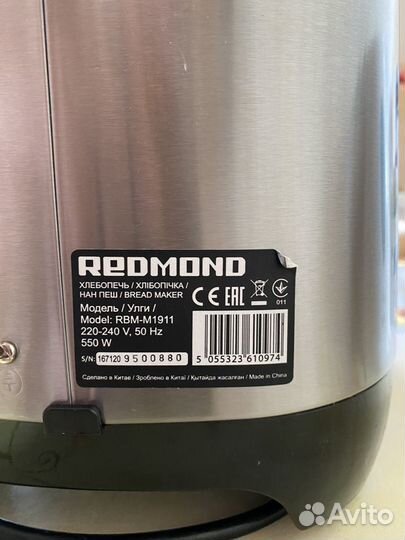 REDMOND
ХЛЕБОПЕЧЬ / ХЛІБОПІЧКА /
НАН ПЕШ / BREAD MAKER
Модель / Улги /
Model: RBM-M1911
220-240 V, 50 Hz
550 W
S/N: 167120 9500880
CE EAC
011
5 055323 610974
Сделано в Китае / Зроблено в Китаї / Қытайда жасалған / Made in China
Avito